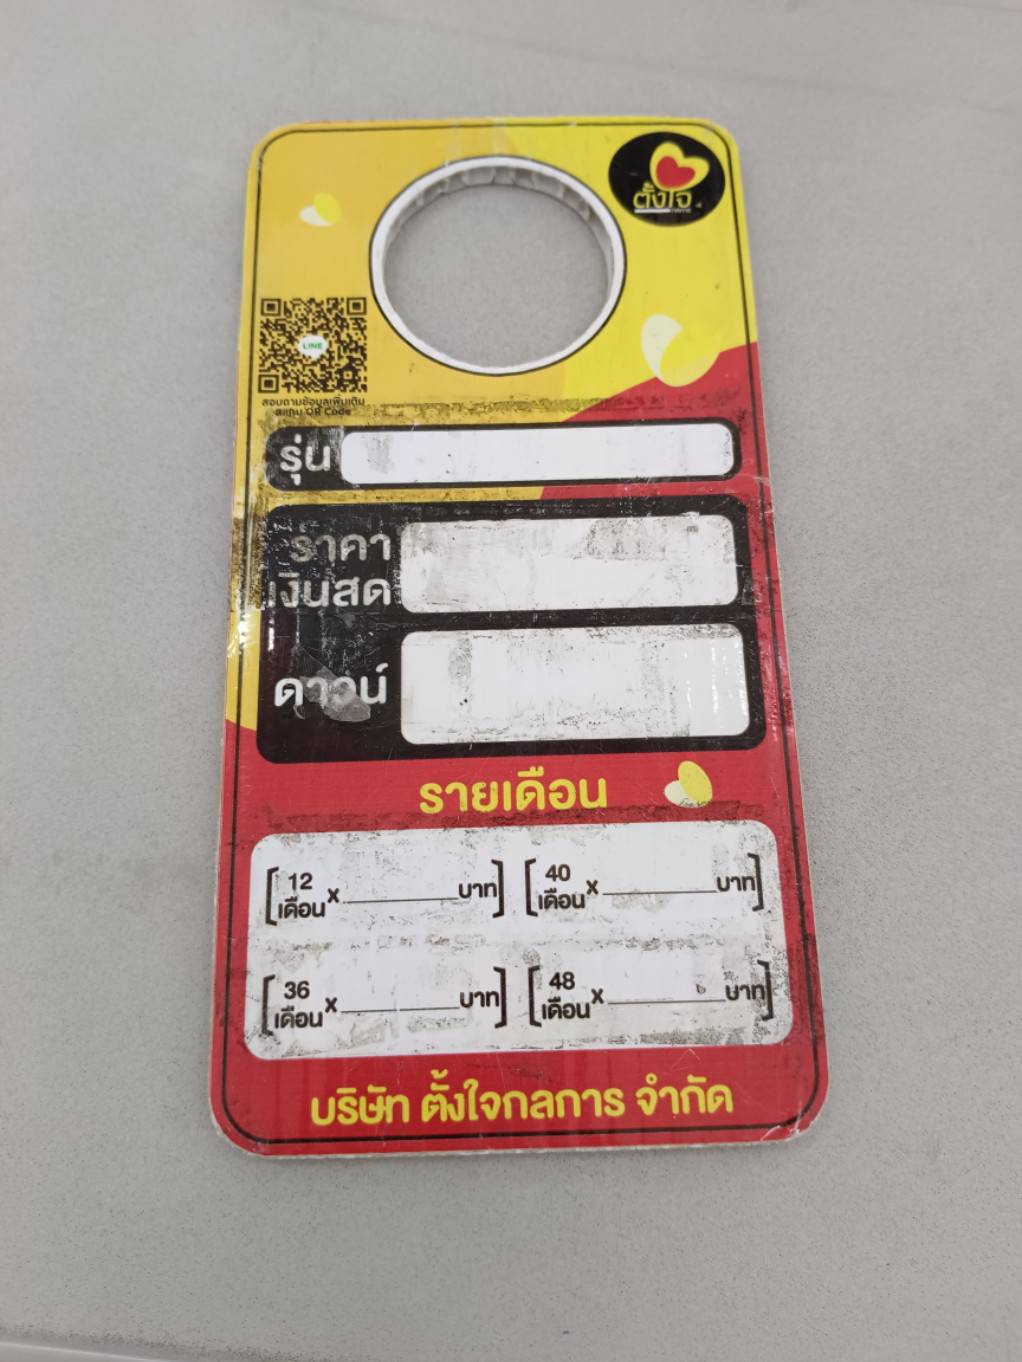 ตั้งใจ
LINE
สอบถามข้อมูลเพิ่มเติม
สแกน QR Code
รุ่น
ราคา
เงินสด
ดาวน์
รายเดือน
[12 เดือน x ________ บาท] [40 เดือน x ________ บาท]
[36 เดือน x ________ บาท] [48 เดือน x ________ บาท]
บริษัท ตั้งใจกลการ จำกัด